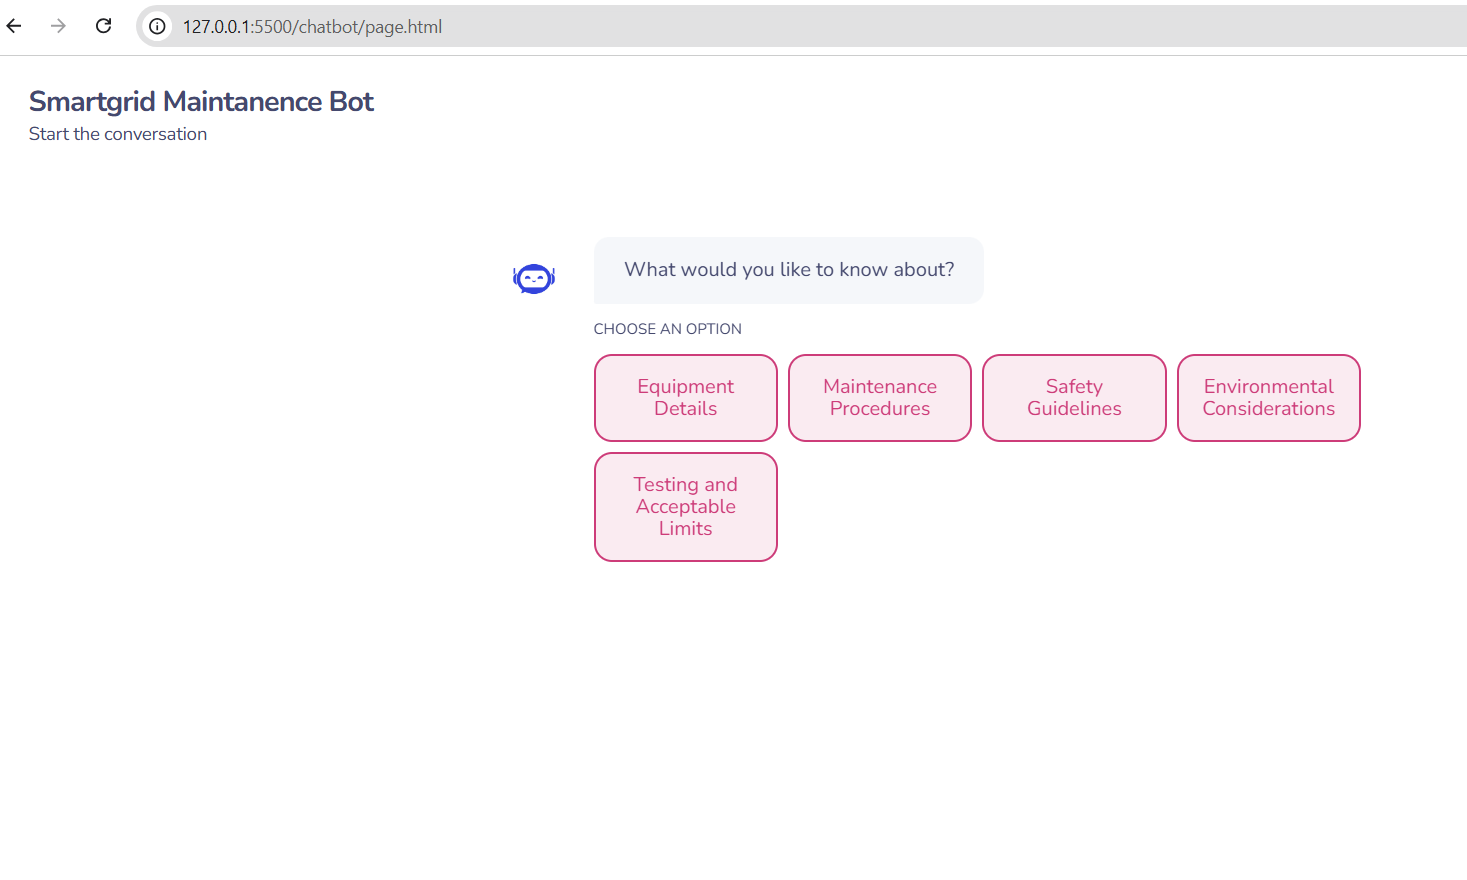 127.0.0.1:5500/chatbot/page.html
Smartgrid Maintanence Bot
Start the conversation
What would you like to know about?
CHOOSE AN OPTION
Equipment
Details
Maintenance
Procedures
Safety
Guidelines
Environmental
Considerations
Testing and
Acceptable
Limits